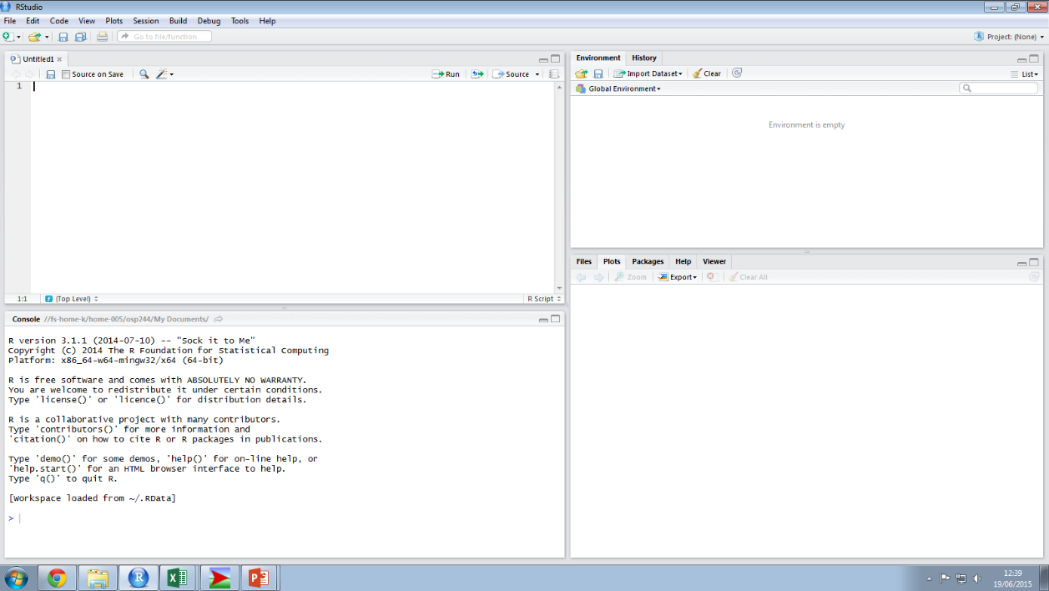 RStudio
File Edit Code View Plots Session Build Debug Tools Help
Go to file/function
Project: (None)
Untitled1
Source on Save
Run
Source
1
1:1
(Top Level)
R Script
Console //fs-home-k/home-005/osp244/My Documents/
R version 3.1.1 (2014-07-10) -- "Sock it to Me"
Copyright (C) 2014 The R Foundation for Statistical Computing
Platform: x86_64-w64-mingw32/x64 (64-bit)
R is free software and comes with ABSOLUTELY NO WARRANTY.
You are welcome to redistribute it under certain conditions.
Type 'license()' or 'licence()' for distribution details.
R is a collaborative project with many contributors.
Type 'contributors()' for more information and
'citation()' on how to cite R or R packages in publications.
Type 'demo()' for some demos, 'help()' for on-line help, or
'help.start()' for an HTML browser interface to help.
Type 'q()' to quit R.
[Workspace loaded from ~/.RData]
>
Environment History
Import Dataset Clear
List
Global Environment
Environment is empty
Files Plots Packages Help Viewer
Zoom Export Clear All
12:39
19/06/2015